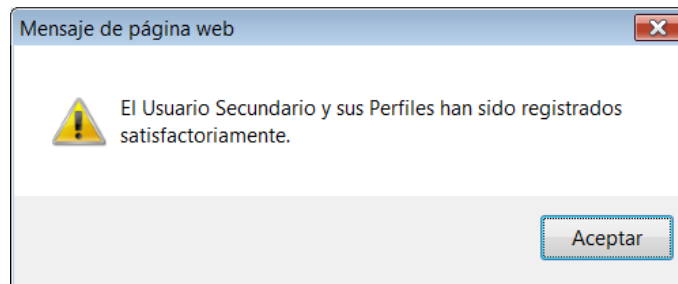 Mensaje de página web
El Usuario Secundario y sus Perfiles han sido registrados
satisfactoriamente.
Aceptar